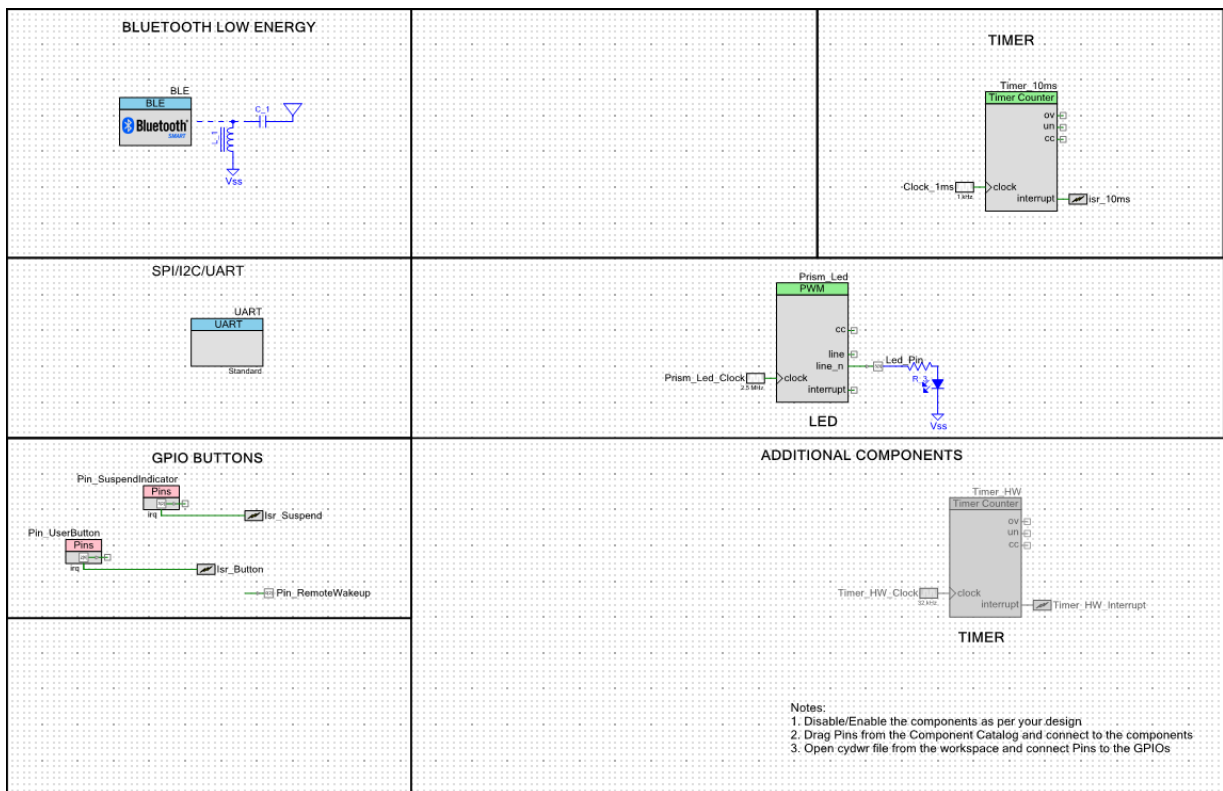 BLUETOOTH LOW ENERGY
BLE
BLE
Bluetooth
SMART
C_1
L_1
Vss
TIMER
Timer_10ms
Timer Counter
ov
un
cc
Clock_1ms
1 kHz
clock
interrupt
isr_10ms
SPI/I2C/UART
UART
UART
Standard
Prism_Led
PWM
cc
line
line_n
Led_Pin
Prism_Led_Clock
2.5 MHz
clock
interrupt
Vss
LED
GPIO BUTTONS
Pin_SuspendIndicator
Pins
irq
Isr_Suspend
Pin_UserButton
Pins
irq
Isr_Button
Pin_RemoteWakeup
ADDITIONAL COMPONENTS
Timer_HW
Timer Counter
ov
un
cc
Timer_HW_Clock
32 kHz
clock
interrupt
Timer_HW_Interrupt
TIMER
Notes:
1. Disable/Enable the components as per your design
2. Drag Pins from the Component Catalog and connect to the components
3. Open cydwr file from the workspace and connect Pins to the GPIOs